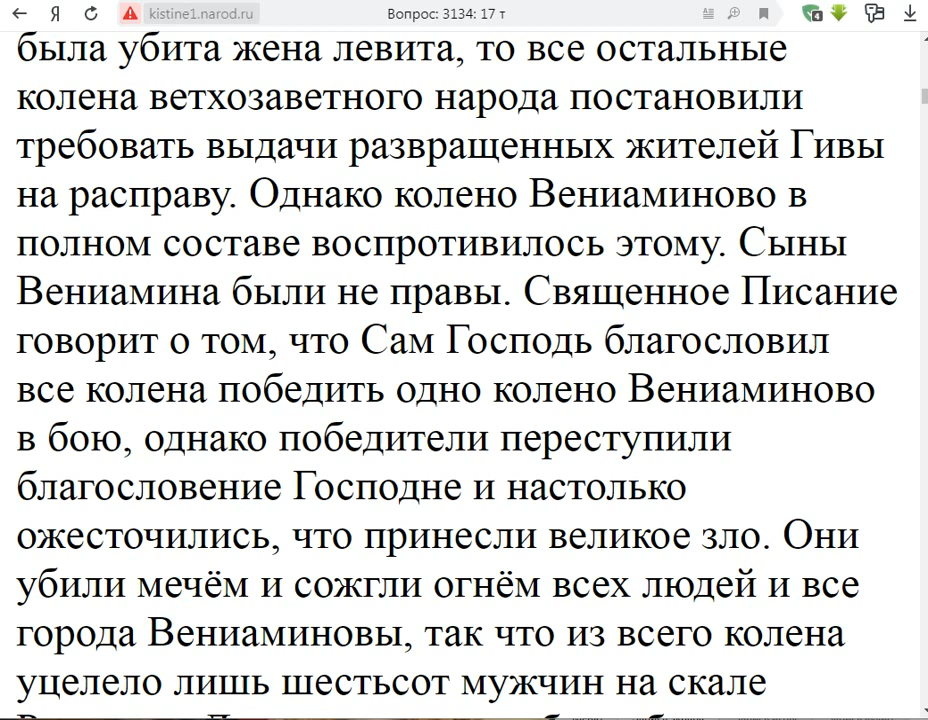 Я kistine1.narod.ru Вопрос: 3134: 17 т 4
была убита жена левита, то все остальные
колена ветхозаветного народа постановили
требовать выдачи развращенных жителей Гивы
на расправу. Однако колено Вениаминово в
полном составе воспротивилось этому. Сыны
Вениамина были не правы. Священное Писание
говорит о том, что Сам Господь благословил
все колена победить одно колено Вениаминово
в бою, однако победители переступили
благословение Господне и настолько
ожесточились, что принесли великое зло. Они
убили мечём и сожгли огнём всех людей и все
города Вениаминовы, так что из всего колена
уцелело лишь шестьсот мужчин на скале